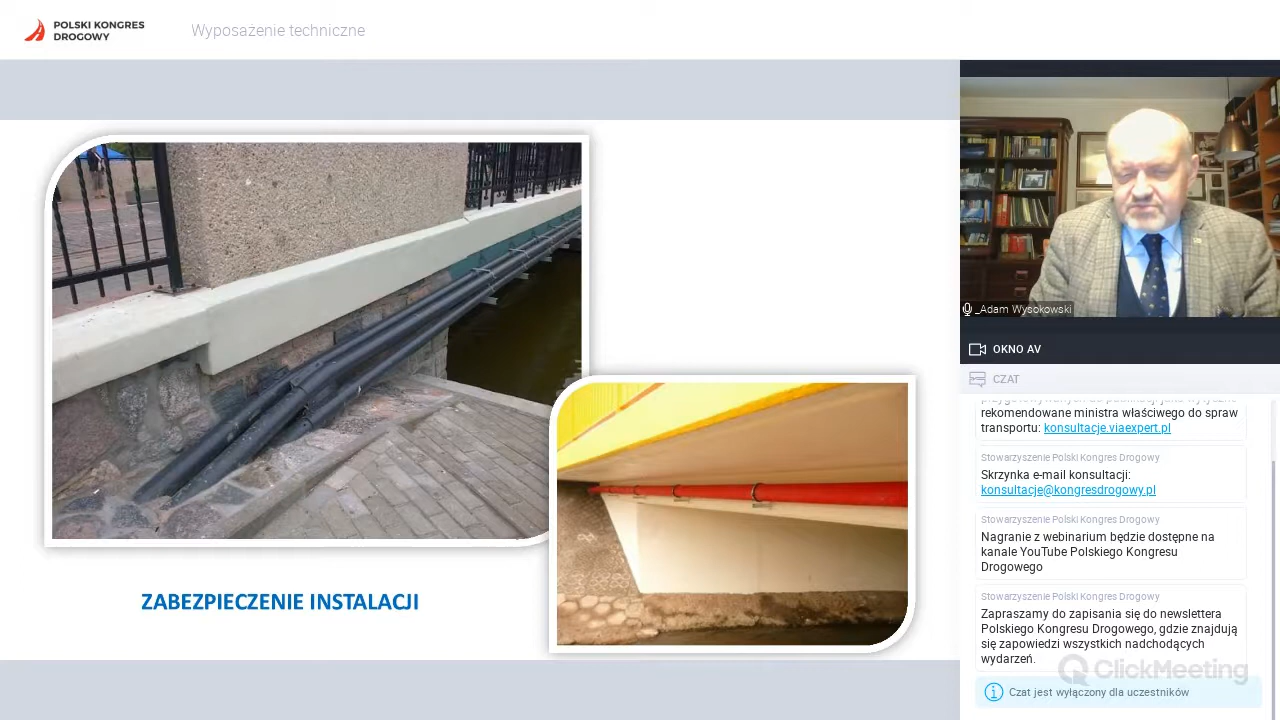 POLSKI KONGRES
DROGOWY
Wyposażenie techniczne
ZABEZPIECZENIE INSTALACJI
_Adam Wysokowski
OKNO AV
CZAT
rekomendowane ministra właściwego do spraw
transportu: konsultacje.viaexpert.pl
Stowarzyszenie Polski Kongres Drogowy
Skrzynka e-mail konsultacji:
konsultacje@kongresdrogowy.pl
Stowarzyszenie Polski Kongres Drogowy
Nagranie z webinarium będzie dostępne na
kanale YouTube Polskiego Kongresu
Drogowego
Stowarzyszenie Polski Kongres Drogowy
Zapraszamy do zapisania się do newslettera
Polskiego Kongresu Drogowego, gdzie znajdują
się zapowiedzi wszystkich nadchodzących
wydarzeń.
ClickMeeting
Czat jest wyłączony dla uczestników